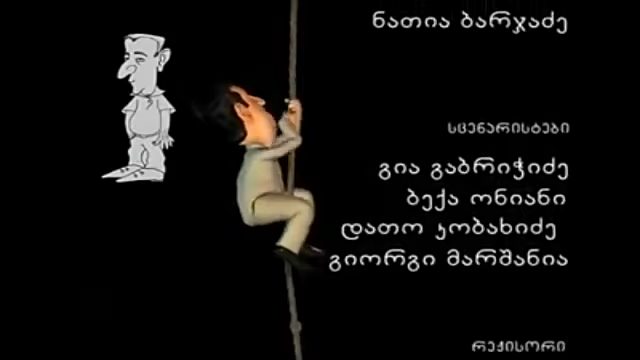 ნათია ბარჯაძე
სცენარისტები
გია გაბრიჭიძე
ბექა ონიანი
დათო კობახიძე
გიორგი მარშანია
რეჟისორი